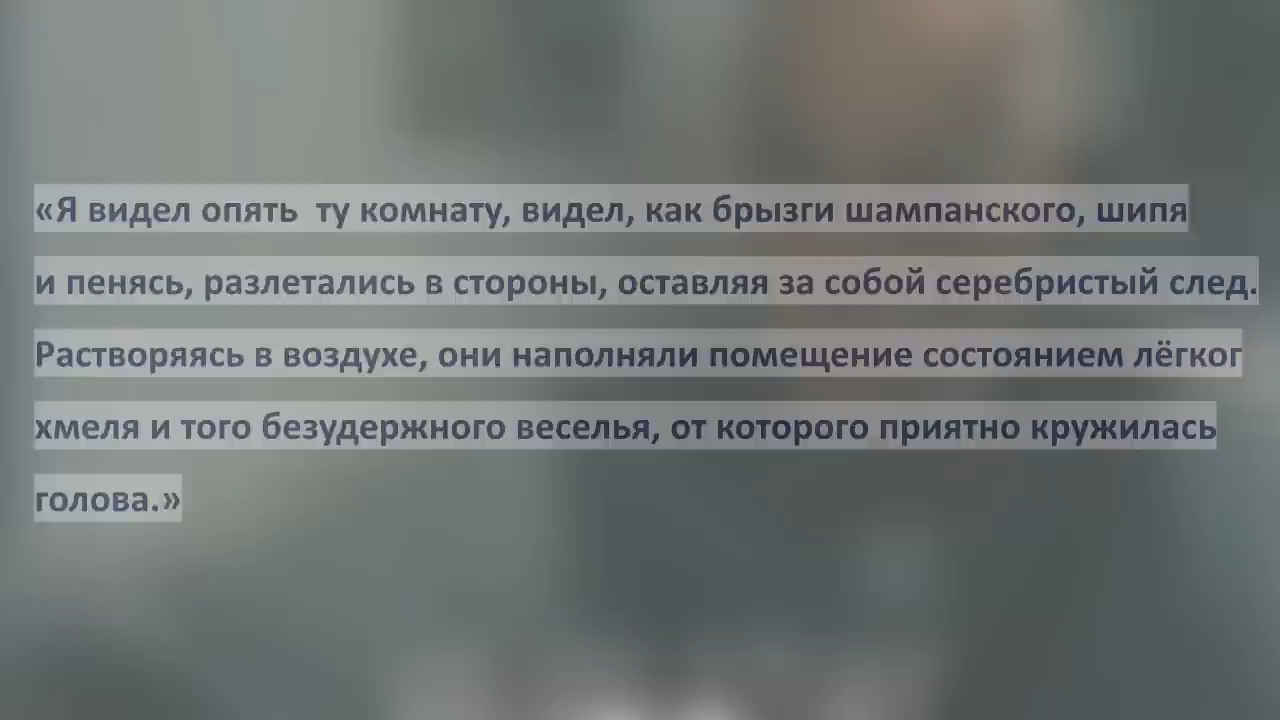 «Я видел опять  ту комнату, видел, как брызги шампанского, шипя
и пенясь, разлетались в стороны, оставляя за собой серебристый след.
Растворяясь в воздухе, они наполняли помещение состоянием лёгког
хмеля и того безудержного веселья, от которого приятно кружилась
голова.»